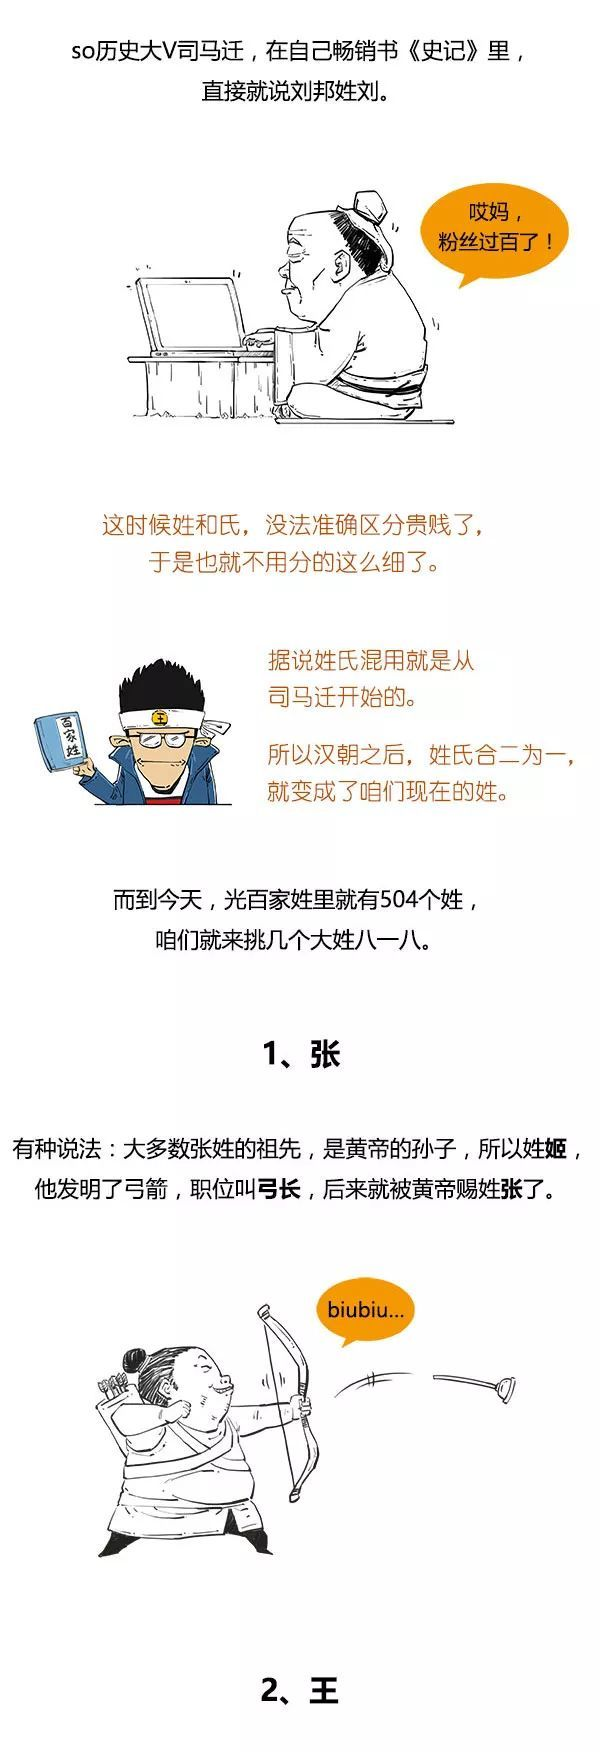 so历史大V司马迁，在自己畅销书《史记》里，
直接就说刘邦姓刘。
哎妈，
粉丝过百了！
这时候姓和氏，没法准确区分贵贱了，
于是也就不用分的这么细了。
百家姓
王
据说姓氏混用就是从
司马迁开始的。
所以汉朝之后，姓氏合二为一，
就变成了咱们现在的姓。
而到今天，光百家姓里就有504个姓，
咱们就来挑几个大姓八一八。
1、张
有种说法：大多数张姓的祖先，是黄帝的孙子，所以姓姬，
他发明了弓箭，职位叫弓长，后来就被黄帝赐姓张了。
biubiu...
2、王